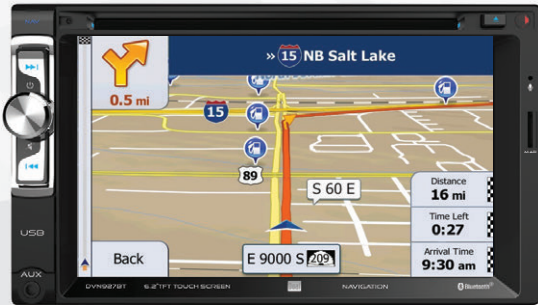 NAV
» 15 NB Salt Lake
0.5 mi
15
89
S 60 E
Distance
16 mi
Time Left
0:27
Arrival Time
9:30 am
Back
E 9000 S 209
USB
AUX
DVN927BT
6.2"TFT TOUCH SCREEN
NAVIGATION
Bluetooth